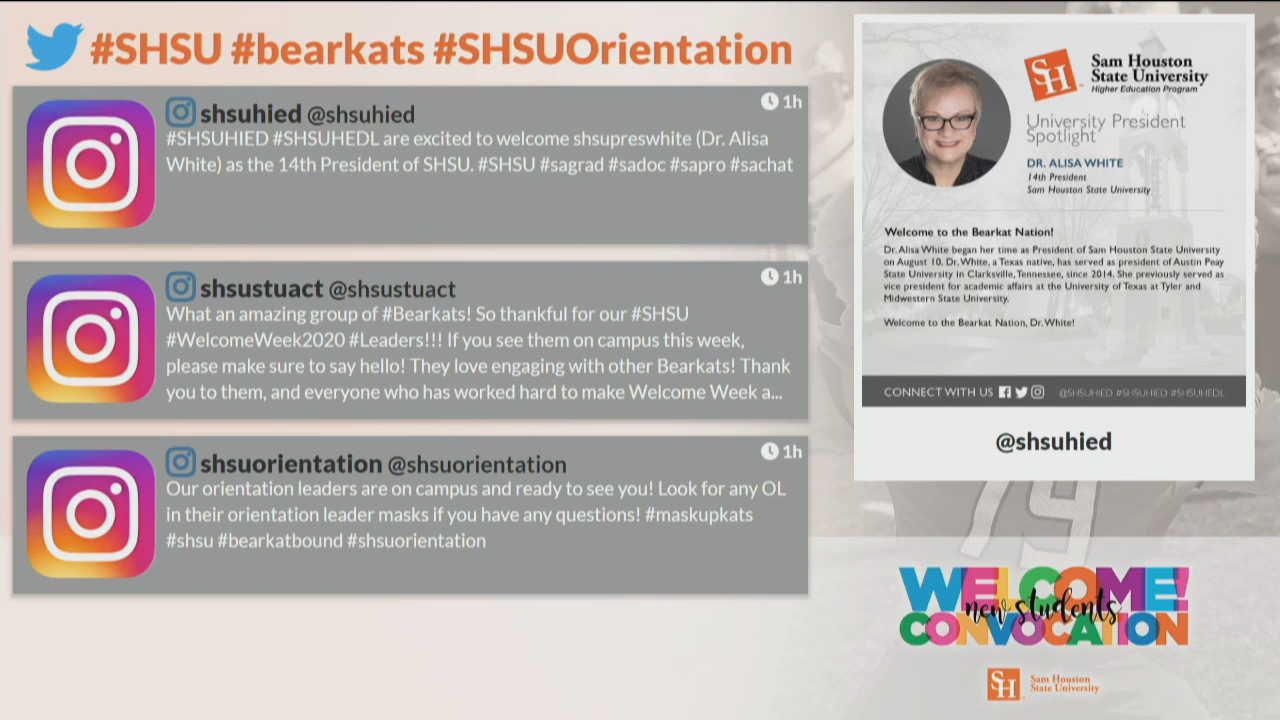 #SHSU #bearkats #SHSUOrientation
shsuhied @shsuhied
1h
#SHSUHIED #SHSUHEDL are excited to welcome shsupreswhite (Dr. Alisa
White) as the 14th President of SHSU. #SHSU #sagrad #sadoc #sapro #sachat
shsustuact @shsustuact
1h
What an amazing group of #Bearkats! So thankful for our #SHSU
#WelcomeWeek2020 #Leaders!!! If you see them on campus this week,
please make sure to say hello! They love engaging with other Bearkats! Thank
you to them, and everyone who has worked hard to make Welcome Week a...
shsuorientation @shsuorientation
1h
Our orientation leaders are on campus and ready to see you! Look for any OL
in their orientation leader masks if you have any questions! #maskupkats
#shsu #bearkatbound #shsuorientation
SH
Sam Houston
State University
Higher Education Program
University President
Spotlight
DR. ALISA WHITE
14th President
Sam Houston State University
Welcome to the Bearkat Nation!
Dr. Alisa White began her time as President of Sam Houston State University
on August 10. Dr. White, a Texas native, has served as president of Austin Peay
State University in Clarksville, Tennessee, since 2014. She previously served as
vice president for academic affairs at the University of Texas at Tyler and
Midwestern State University.
Welcome to the Bearkat Nation, Dr. White!
CONNECT WITH US @SHSUHIED #SHSUHIED #SHSUHEDL
@shsuhied
79
WELCOME!
new students
CONVOCATION
SH
Sam Houston
State University